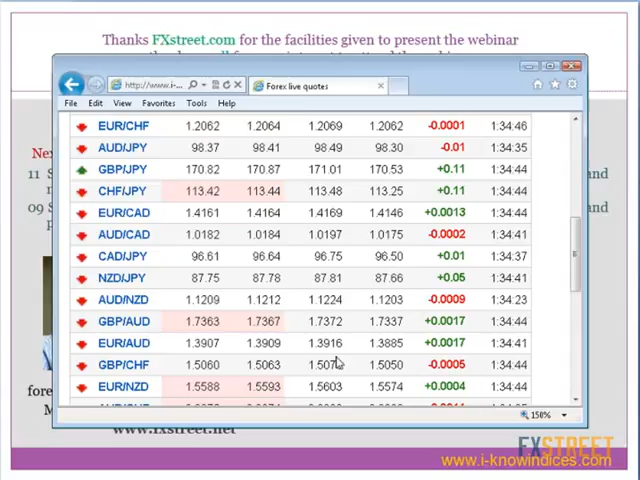 Thanks FXstreet.com for the facilities given to present the webinar
http://www.i-
Forex live quotes
File Edit View Favorites Tools Help
EUR/CHF 1.2062 1.2064 1.2069 1.2062 -0.0001 1:34:46
AUD/JPY 98.37 98.41 98.49 98.30 -0.01 1:34:35
GBP/JPY 170.82 170.87 171.01 170.53 +0.11 1:34:44
CHF/JPY 113.42 113.44 113.48 113.25 +0.11 1:34:44
EUR/CAD 1.4161 1.4164 1.4169 1.4146 +0.0013 1:34:44
AUD/CAD 1.0182 1.0184 1.0197 1.0175 -0.0002 1:34:41
CAD/JPY 96.61 96.64 96.75 96.50 +0.01 1:34:37
NZD/JPY 87.75 87.78 87.81 87.66 +0.05 1:34:41
AUD/NZD 1.1209 1.1212 1.1224 1.1203 -0.0009 1:34:23
GBP/AUD 1.7363 1.7367 1.7372 1.7337 +0.0017 1:34:44
EUR/AUD 1.3907 1.3909 1.3916 1.3885 +0.0017 1:34:41
GBP/CHF 1.5060 1.5063 1.5050 -0.0005 1:34:44
EUR/NZD 1.5588 1.5593 1.5603 1.5574 +0.0004 1:34:44
150%
Ne
11 S
and
09 S
and
fore
M
www.fxstreet.net
FXSTREET
www.i-knowindices.com